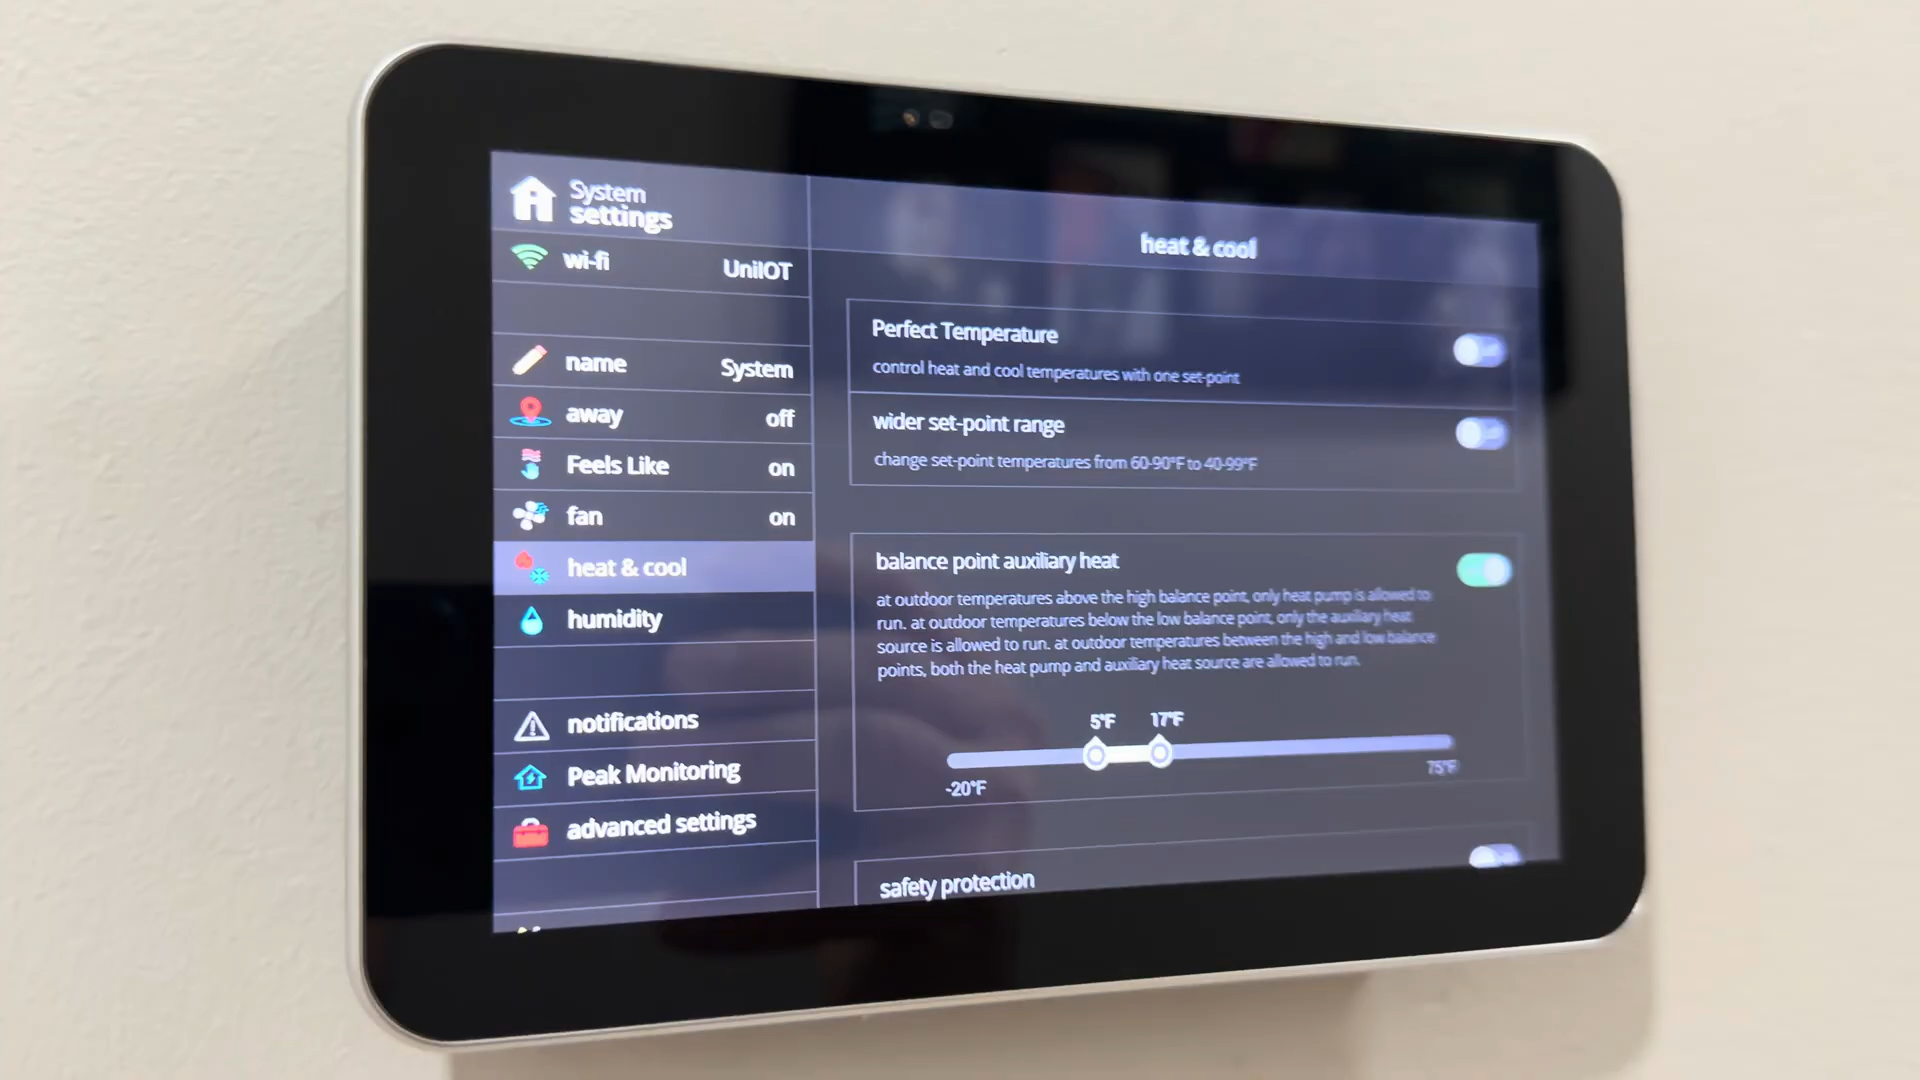 System
settings
wi-fi UniIOT
name System
away off
Feels Like on
fan on
heat & cool
humidity
notifications
Peak Monitoring
advanced settings
heat & cool
Perfect Temperature
control heat and cool temperatures with one set-point
wider set-point range
change set-point temperatures from 60-90°F to 40-99°F
balance point auxiliary heat
at outdoor temperatures above the high balance point, only heat pump is allowed to
run. at outdoor temperatures below the low balance point, only the auxiliary heat
source is allowed to run. at outdoor temperatures between the high and low balance
points, both the heat pump and auxiliary heat source are allowed to run.
5°F 17°F
-20°F 75°F
safety protection